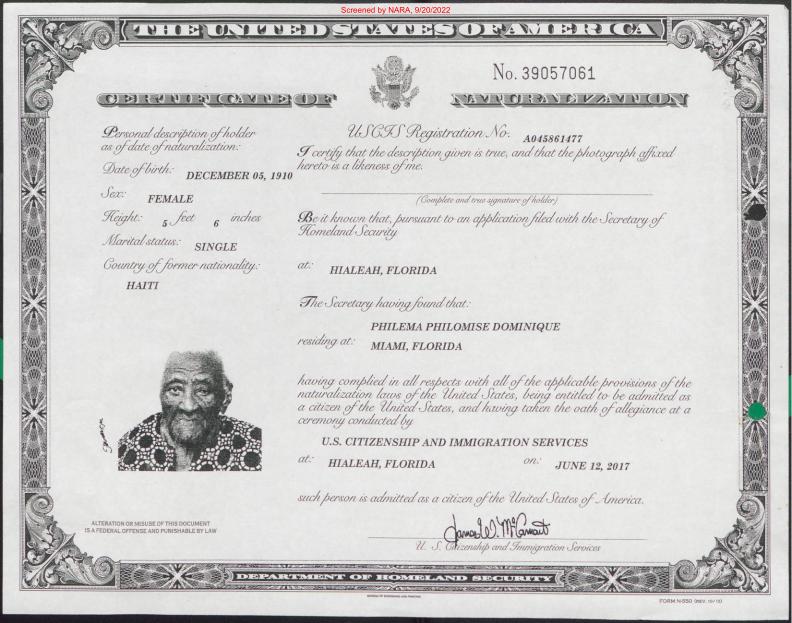 Screened by NARA, 9/20/2022
THE UNITED STATES OF AMERICA
No. 39057061
CERTIFICATE OF NATURALIZATION
Personal description of holder
as of date of naturalization:
Date of birth: DECEMBER 05, 1910
Sex: FEMALE
Height: 5 feet 6 inches
Marital status: SINGLE
Country of former nationality:
HAITI
USCIS Registration No. A045861477
I certify that the description given is true, and that the photograph affixed
hereto is a likeness of me.
(Complete and true signature of holder)
Be it known that, pursuant to an application filed with the Secretary of
Homeland Security
at: HIALEAH, FLORIDA
The Secretary having found that:
PHILEMA PHILOMISE DOMINIQUE
residing at: MIAMI, FLORIDA
having complied in all respects with all of the applicable provisions of the
naturalization laws of the United States, being entitled to be admitted as
a citizen of the United States, and having taken the oath of allegiance at a
ceremony conducted by
U.S. CITIZENSHIP AND IMMIGRATION SERVICES
at: HIALEAH, FLORIDA on: JUNE 12, 2017
such person is admitted as a citizen of the United States of America.
U. S. Citizenship and Immigration Services
ALTERATION OR MISUSE OF THIS DOCUMENT
IS A FEDERAL OFFENSE AND PUNISHABLE BY LAW
DEPARTMENT OF HOMELAND SECURITY
FORM N-550